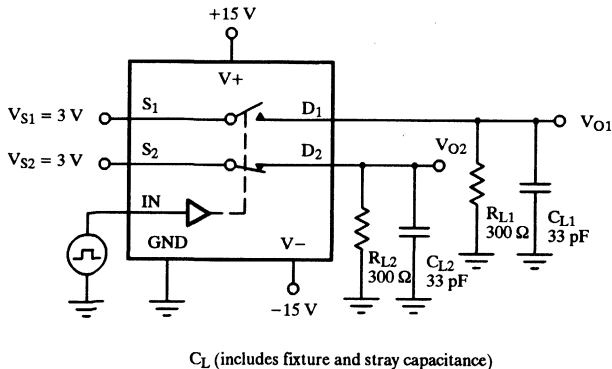 +15 V
V+
VS1 = 3 V
S1
D1
VO1
VS2 = 3 V
S2
D2
VO2
IN
RL1
300 Ω
CL1
33 pF
GND
V−
RL2
300 Ω
CL2
33 pF
−15 V
CL (includes fixture and stray capacitance)